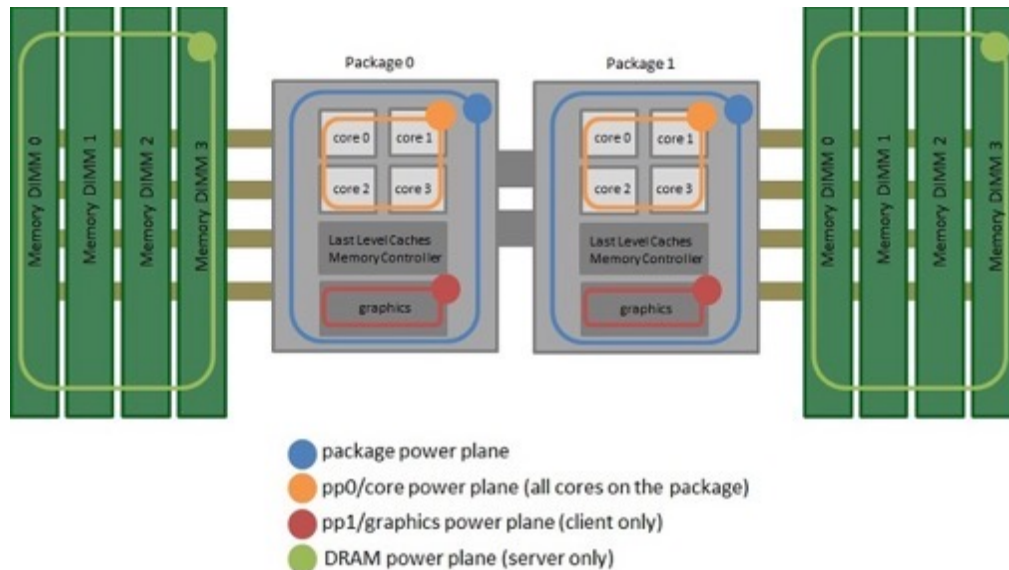 Package 0
Package 1
Memory DIMM 0
Memory DIMM 1
Memory DIMM 2
Memory DIMM 3
core 0
core 1
core 2
core 3
Last Level Caches
Memory Controller
graphics
core 0
core 1
core 2
core 3
Last Level Caches
Memory Controller
graphics
Memory DIMM 0
Memory DIMM 1
Memory DIMM 2
Memory DIMM 3
package power plane
pp0/core power plane (all cores on the package)
pp1/graphics power plane (client only)
DRAM power plane (server only)